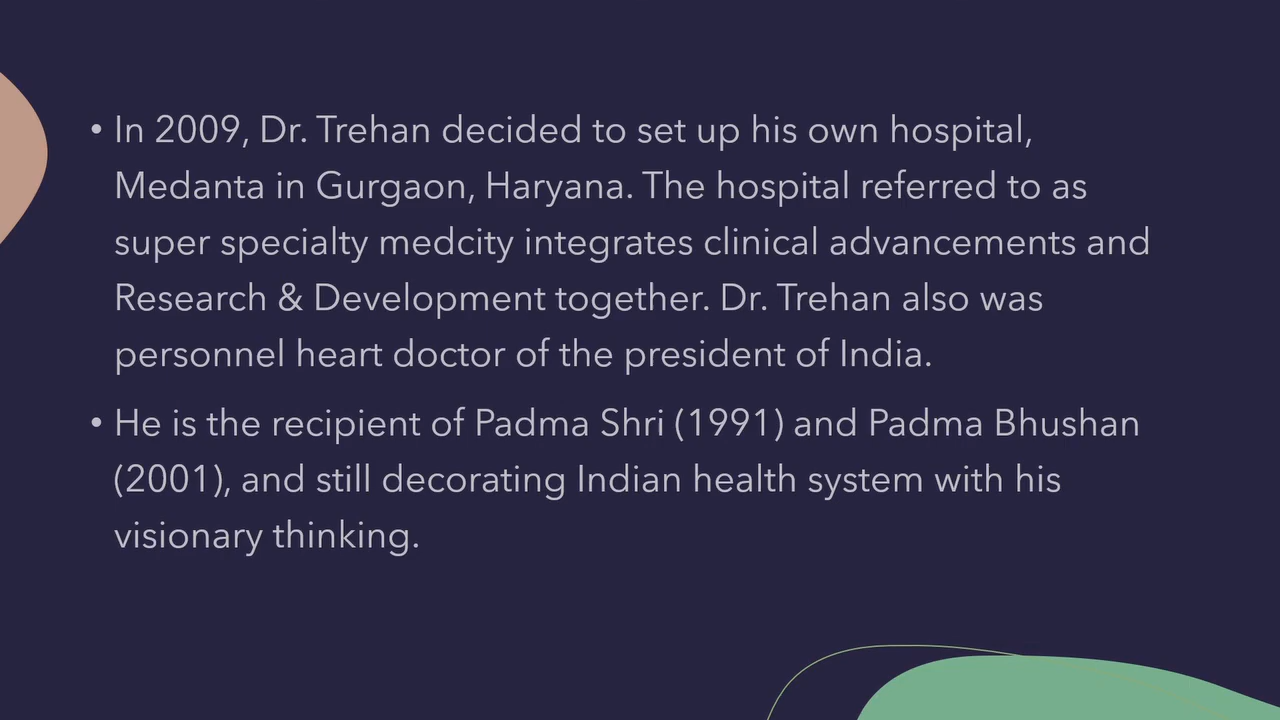 • In 2009, Dr. Trehan decided to set up his own hospital,
Medanta in Gurgaon, Haryana. The hospital referred to as
super specialty medcity integrates clinical advancements and
Research & Development together. Dr. Trehan also was
personnel heart doctor of the president of India.
• He is the recipient of Padma Shri (1991) and Padma Bhushan
(2001), and still decorating Indian health system with his
visionary thinking.